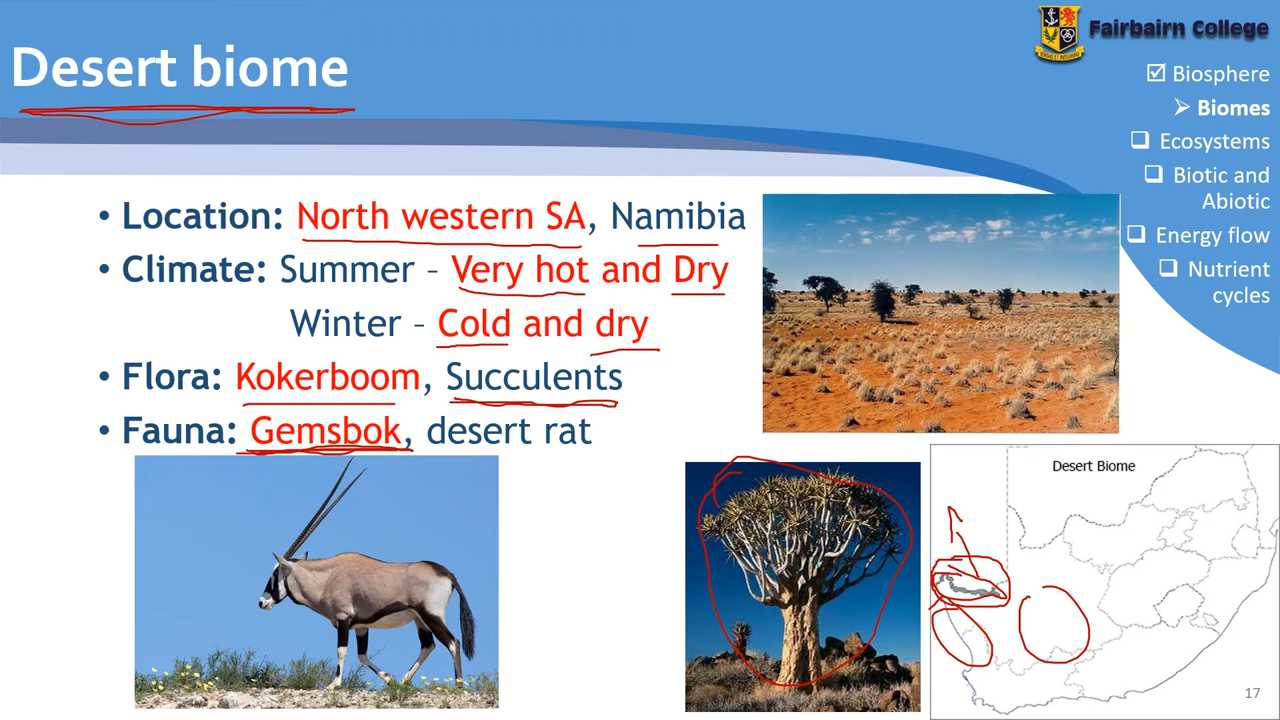 Desert biome
Fairbairn College
☑ Biosphere
➢ Biomes
❑ Ecosystems
❑ Biotic and
Abiotic
❑ Energy flow
❑ Nutrient
cycles
• Location: North western SA, Namibia
• Climate: Summer – Very hot and Dry
Winter – Cold and dry
• Flora: Kokerboom, Succulents
• Fauna: Gemsbok, desert rat
Desert Biome
17